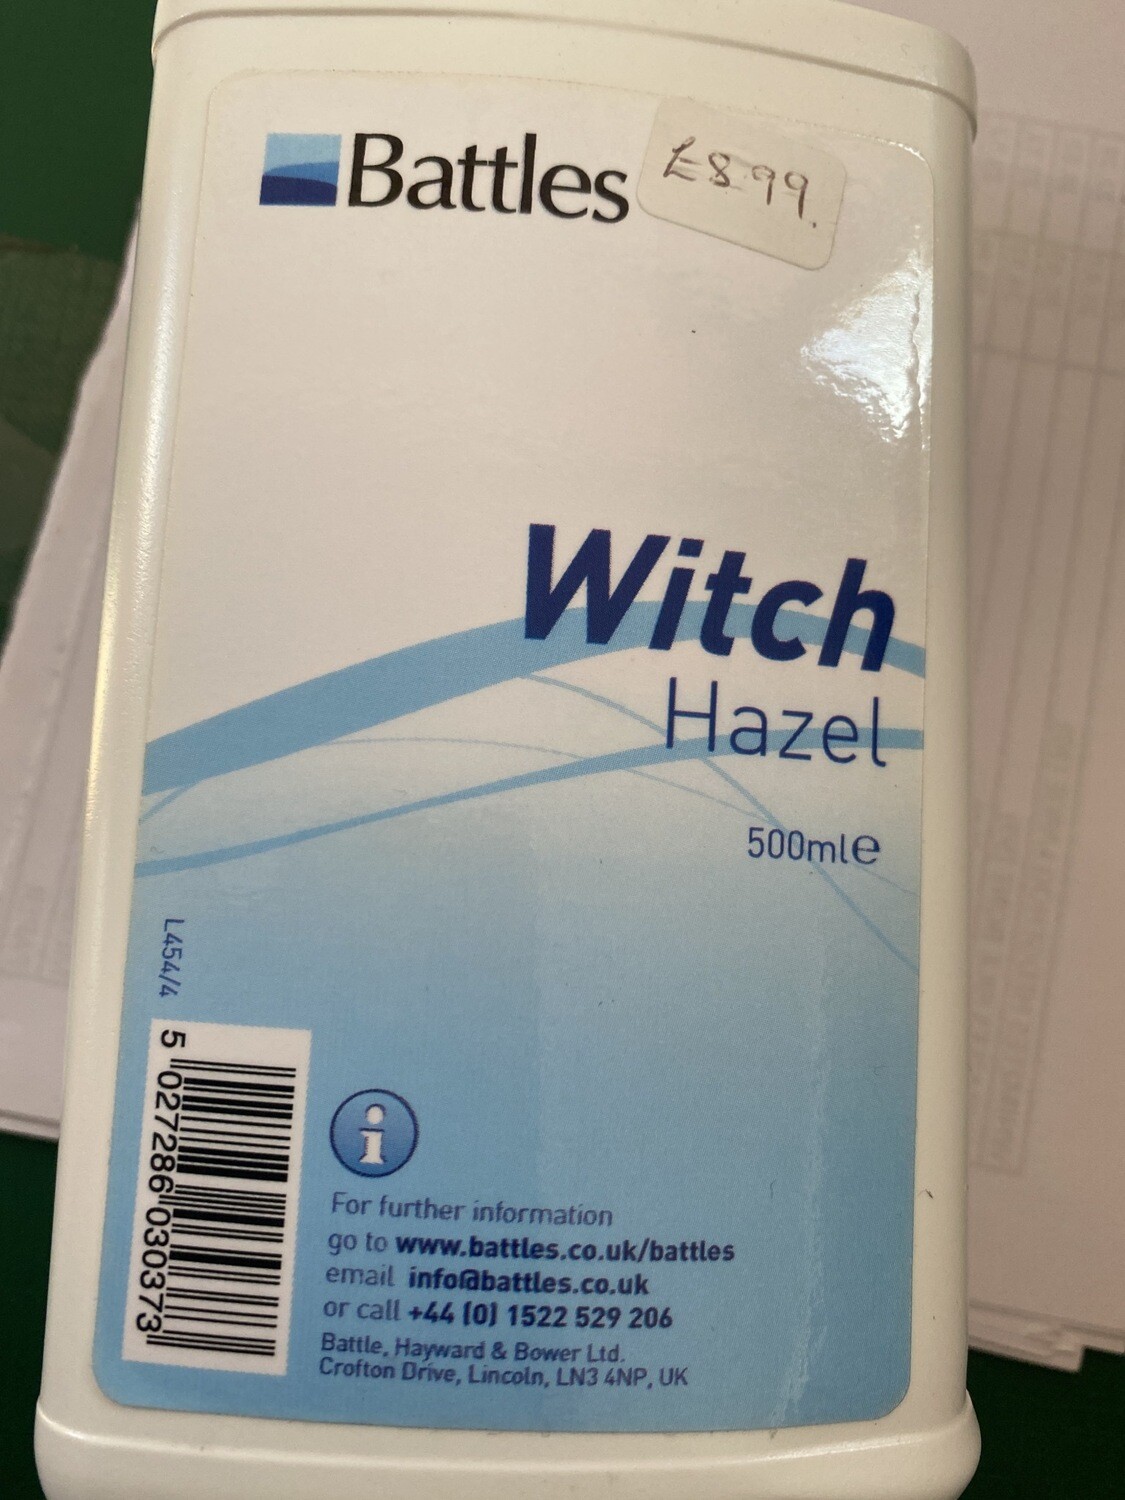 Battles
£8.99.
Witch
Hazel
500mle
L454/4
5 027286 030373
i
For further information
go to www.battles.co.uk/battles
email info@battles.co.uk
or call +44 (0) 1522 529 206
Battle, Hayward & Bower Ltd.
Crofton Drive, Lincoln, LN3 4NP, UK